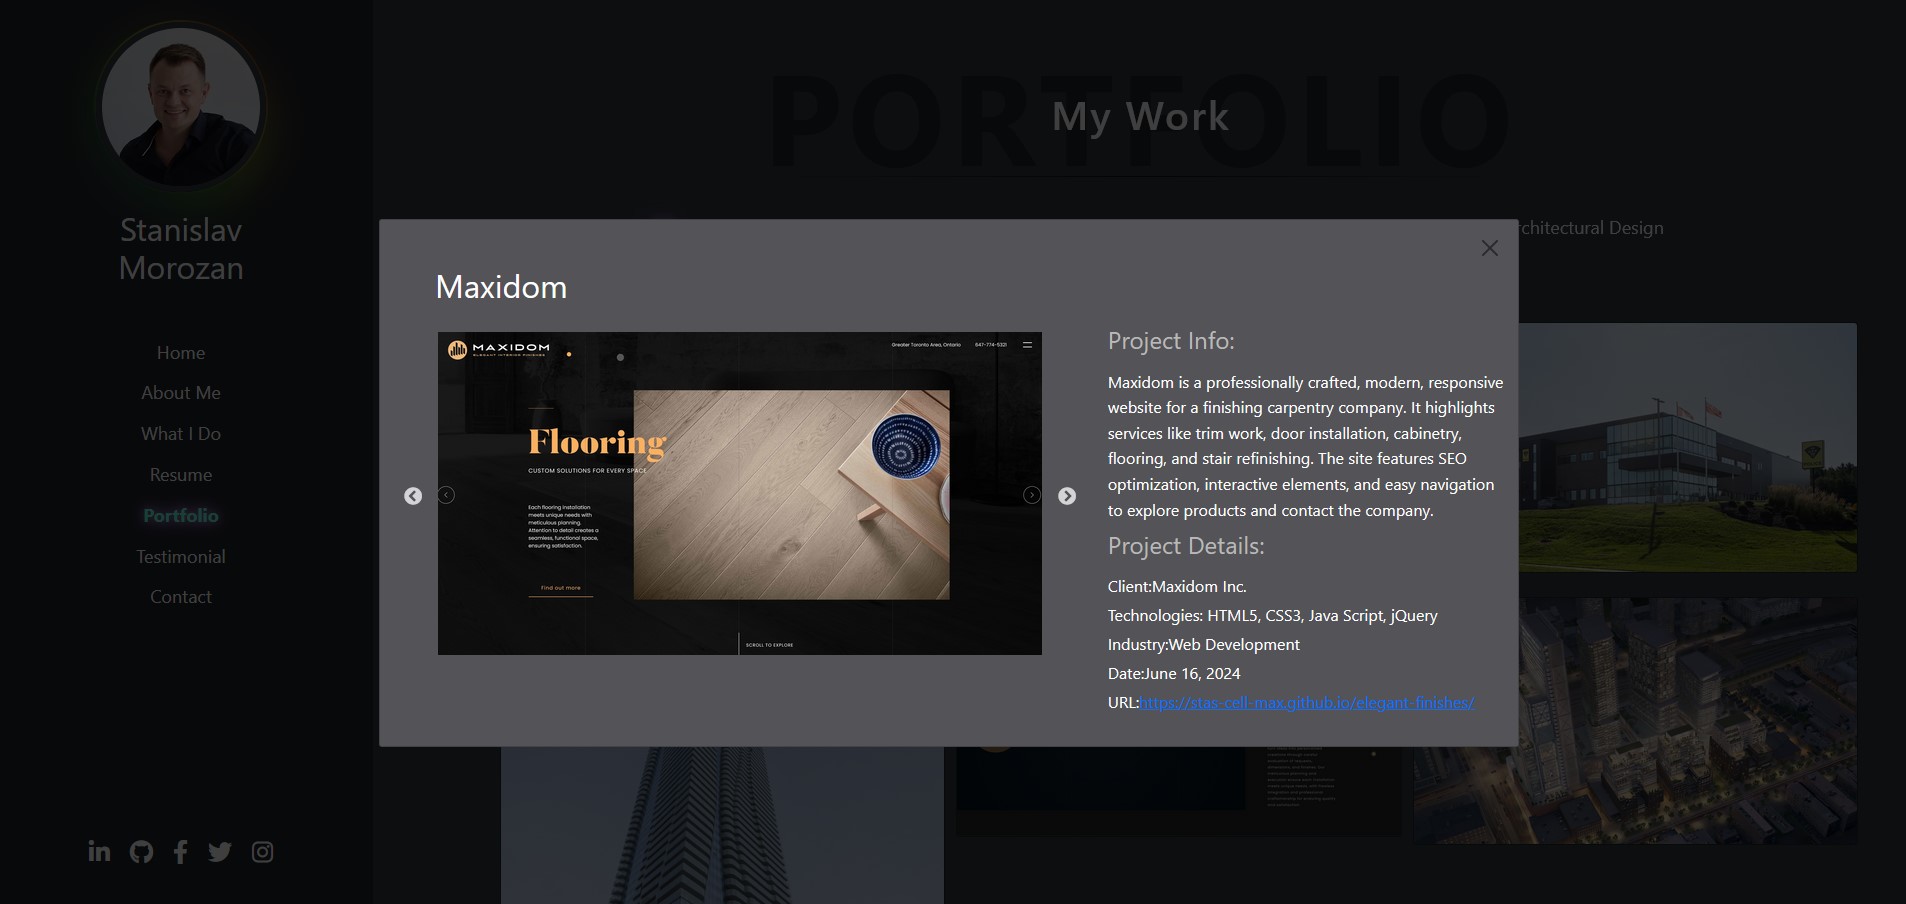 Stanislav
Morozan
Home
About Me
What I Do
Resume
Portfolio
Testimonial
Contact
PORTFOLIO
My Work
rchitectural Design
Maxidom
MAXIDOM
ELEGANT INTERIOR FINISHES
Greater Toronto Area, Ontario
647-774-5321
Flooring
CUSTOM SOLUTIONS FOR EVERY SPACE
Each flooring installation
meets unique needs with
meticulous planning.
Attention to detail creates a
seamless, functional space,
ensuring satisfaction.
Find out more
SCROLL TO EXPLORE
Project Info:
Maxidom is a professionally crafted, modern, responsive
website for a finishing carpentry company. It highlights
services like trim work, door installation, cabinetry,
flooring, and stair refinishing. The site features SEO
optimization, interactive elements, and easy navigation
to explore products and contact the company.
Project Details:
Client:Maxidom Inc.
Technologies: HTML5, CSS3, Java Script, jQuery
Industry:Web Development
Date:June 16, 2024
URL:https://stas-cell-max.github.io/elegant-finishes/